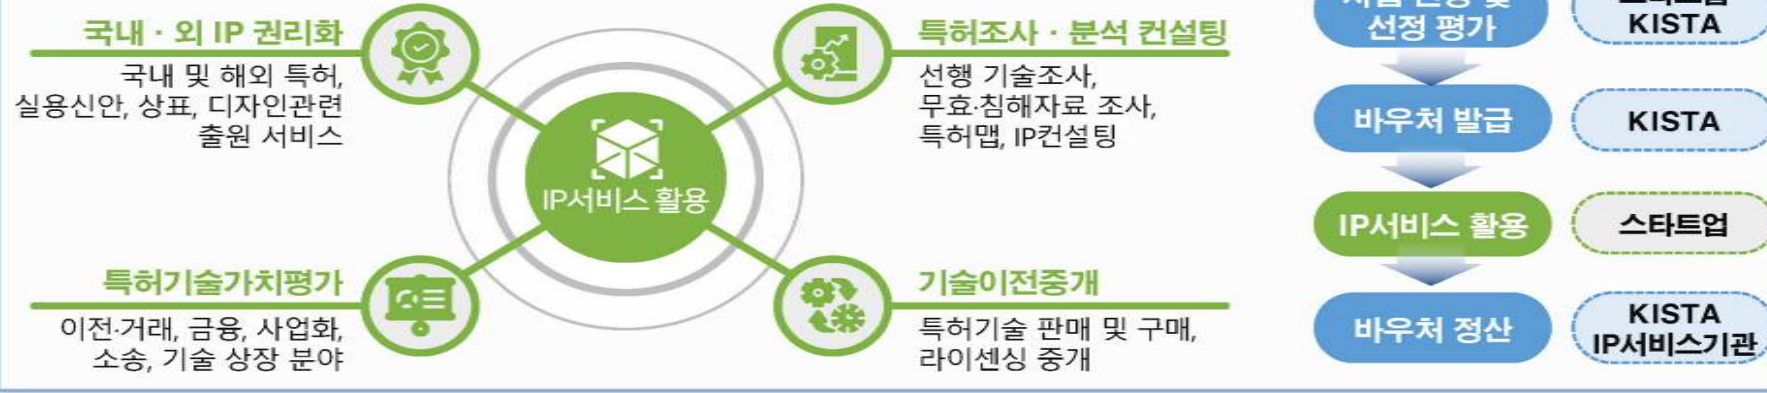 국내 · 외 IP 권리화
국내 및 해외 특허,
실용신안, 상표, 디자인관련
출원 서비스
특허조사 · 분석 컨설팅
선행 기술조사,
무효·침해자료 조사,
특허맵, IP컨설팅
IP서비스 활용
특허기술가치평가
이전·거래, 금융, 사업화,
소송, 기술 상장 분야
기술이전중개
특허기술 판매 및 구매,
라이센싱 중개
선정 평가
KISTA
바우처 발급
KISTA
IP서비스 활용
스타트업
바우처 정산
KISTA
IP서비스기관